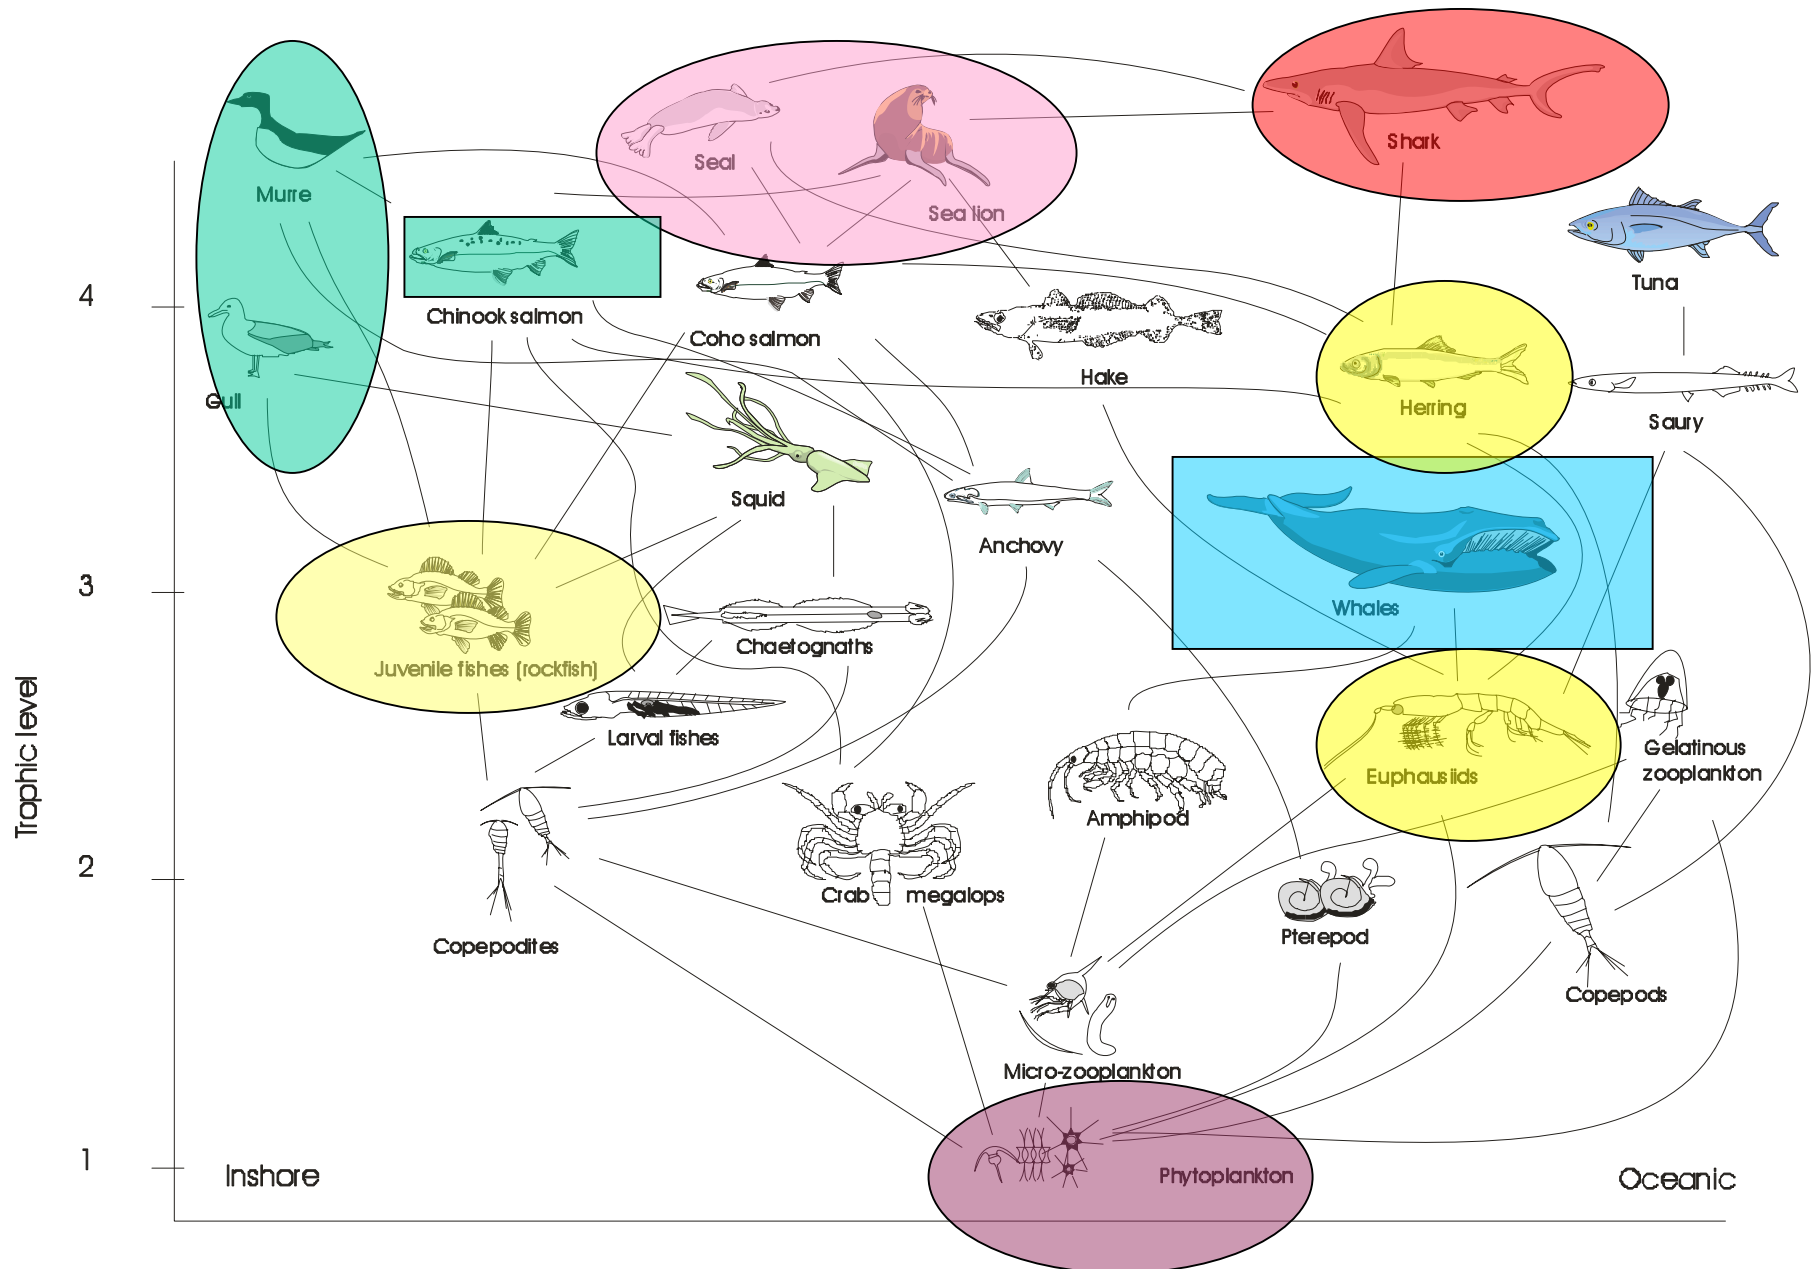 Murre
Seal
Sea lion
Shark
Tuna
4
Chinook salmon
Coho salmon
Hake
Gull
Herring
Saury
Squid
Anchovy
3
Whales
Juvenile fishes (rockfish)
Chaetognaths
Larval fishes
Gelatinous
zooplankton
Euphausiids
Trophic level
Amphipod
2
Crab megalops
Copepodites
Pterepod
Copepods
Micro-zooplankton
1
Inshore
Phytoplankton
Oceanic